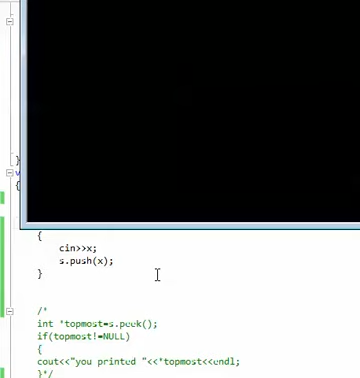 }
v
{
{
cin>>x;
s.push(x);
}
/*
int *topmost=s.peek();
if(topmost!=NULL)
{
cout<<"you printed "<<*topmost<<endl;
}*/